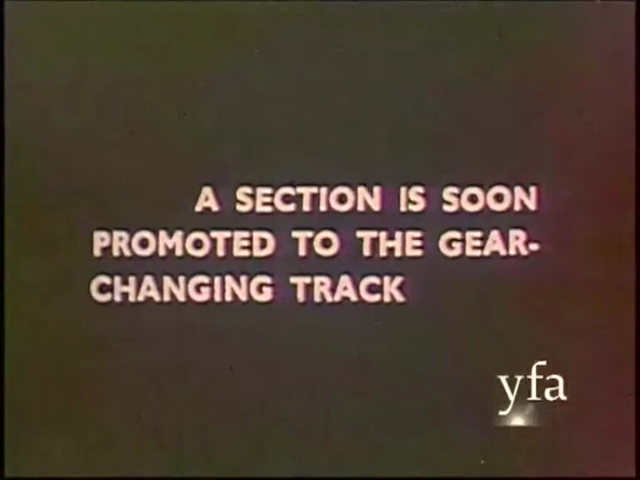 A SECTION IS SOON
PROMOTED TO THE GEAR-
CHANGING TRACK
yfa